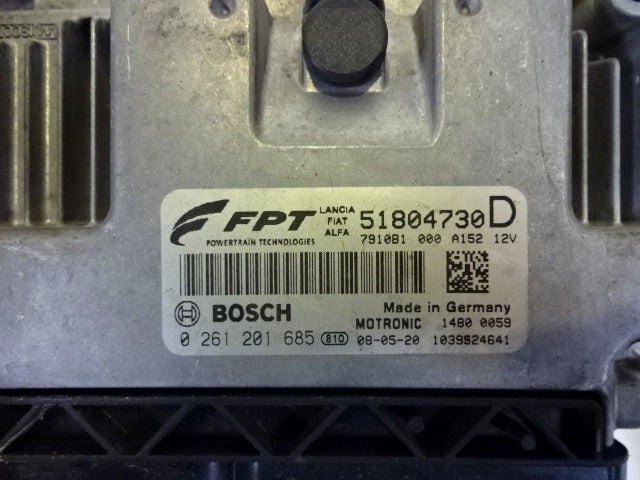 FPT
POWERTRAIN TECHNOLOGIES
LANCIA
FIAT
ALFA
51804730D
7910B1 000 A152 12V
BOSCH
Made in Germany
MOTRONIC 1480 0059
0 261 201 685 810 08-05-20 1039S24641